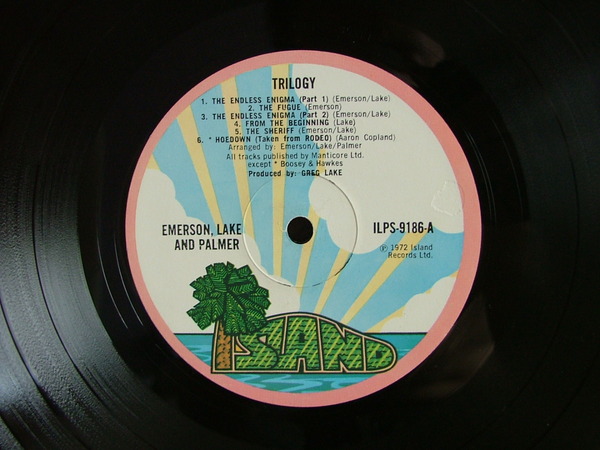 TRILOGY
1. THE ENDLESS ENIGMA (Part 1) (Emerson/Lake)
2. THE FUGUE (Emerson)
3. THE ENDLESS ENIGMA (Part 2) (Emerson/Lake)
4. FROM THE BEGINNING (Lake)
5. THE SHERIFF (Emerson/Lake)
6. * HOEDOWN (Taken from RODEO) (Aaron Copland)
Arranged by: Emerson/Lake/Palmer
All tracks published by Manticore Ltd.
except * Boosey & Hawkes
Produced by: GREG LAKE
EMERSON, LAKE
AND PALMER
ILPS-9186-A
℗ 1972 Island
Records Ltd.
ISLAND